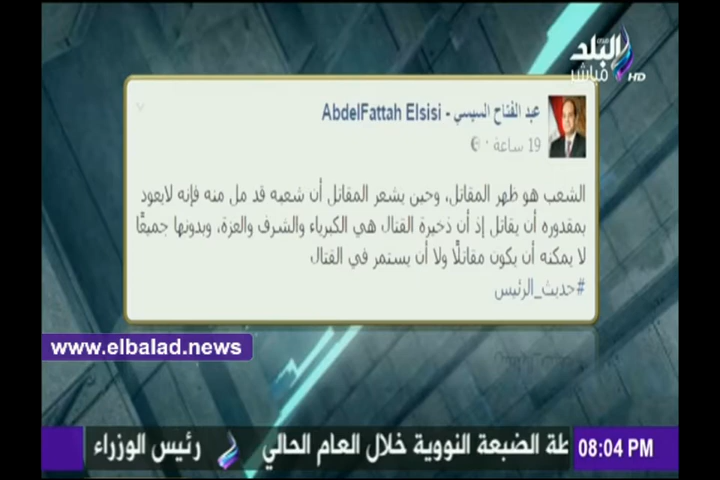 صدى
البلد
مباشر HD
عبد الفتاح السيسي - AbdelFattah Elsisi
19 ساعة ·
الشعب هو ظهر المقاتل، وحين يشعر المقاتل أن شعبه قد مل منه فإنه لايعود
بمقدوره أن يقاتل إذ أن ذخيرة القتال هي الكبرياء والشرف والعزة، وبدونها جميعًا
لا يمكنه أن يكون مقاتلًا ولا أن يستمر في القتال
#حديث_الرئيس
www.elbalad.news
طة الضبعة النووية خلال العام الحالي رئيس الوزراء
08:04 PM